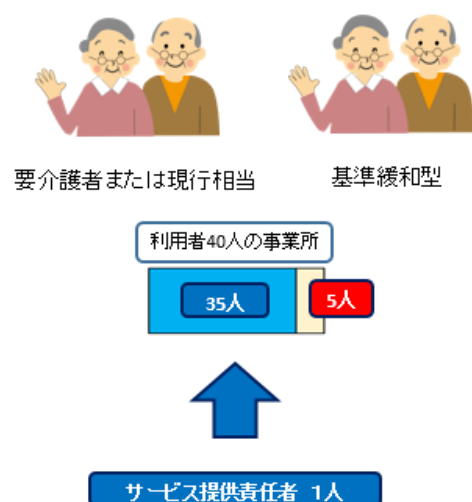 要介護者または現行相当
基準緩和型
利用者40人の事業所
35人
5人
サービス提供責任者 1人